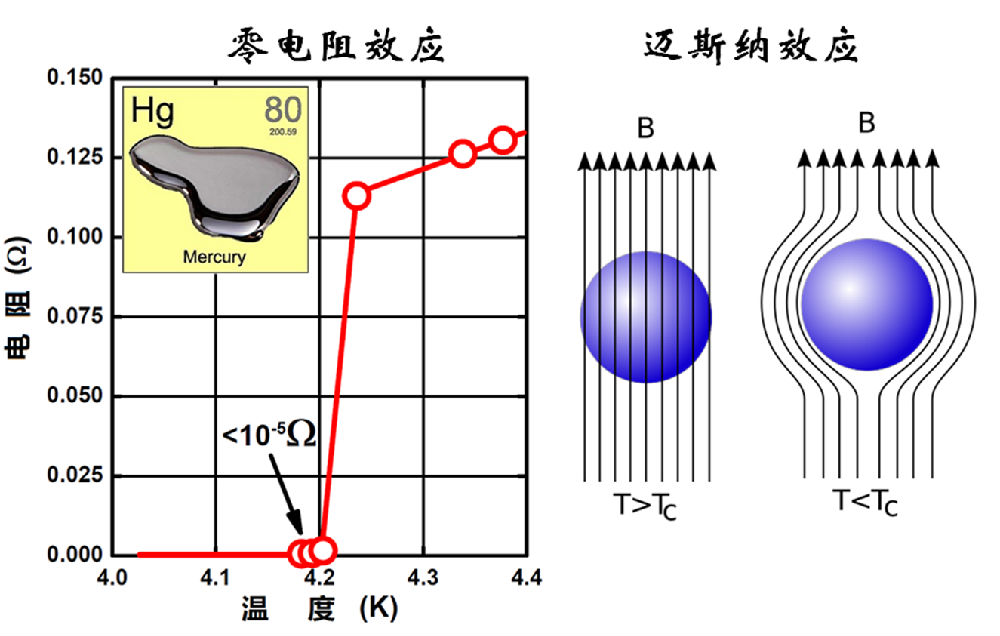 零电阻效应
0.150
0.125
0.100
0.075
0.050
0.025
0.000
电阻 (Ω)
Hg
80
200.59
Mercury
<10⁻⁵Ω
4.0 4.1 4.2 4.3 4.4
温 度 (K)
迈斯纳效应
B
B
T>Tc
T<Tc